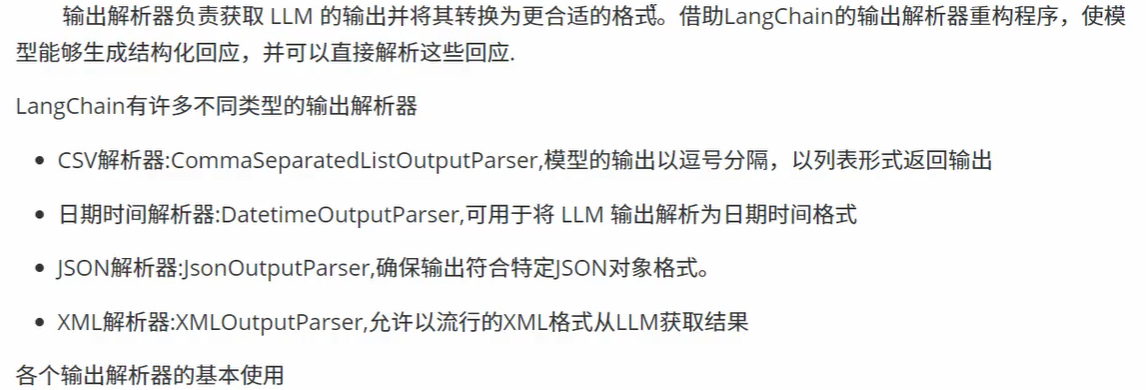 输出解析器负责获取 LLM 的输出并将其转换为更合适的格式。借助LangChain的输出解析器重构程序，使模
型能够生成结构化回应，并可以直接解析这些回应.
LangChain有许多不同类型的输出解析器
• CSV解析器:CommaSeparatedListOutputParser,模型的输出以逗号分隔，以列表形式返回输出
• 日期时间解析器:DatetimeOutputParser,可用于将 LLM 输出解析为日期时间格式
• JSON解析器:JsonOutputParser,确保输出符合特定JSON对象格式。
• XML解析器:XMLOutputParser,允许以流行的XML格式从LLM获取结果
各个输出解析器的基本使用